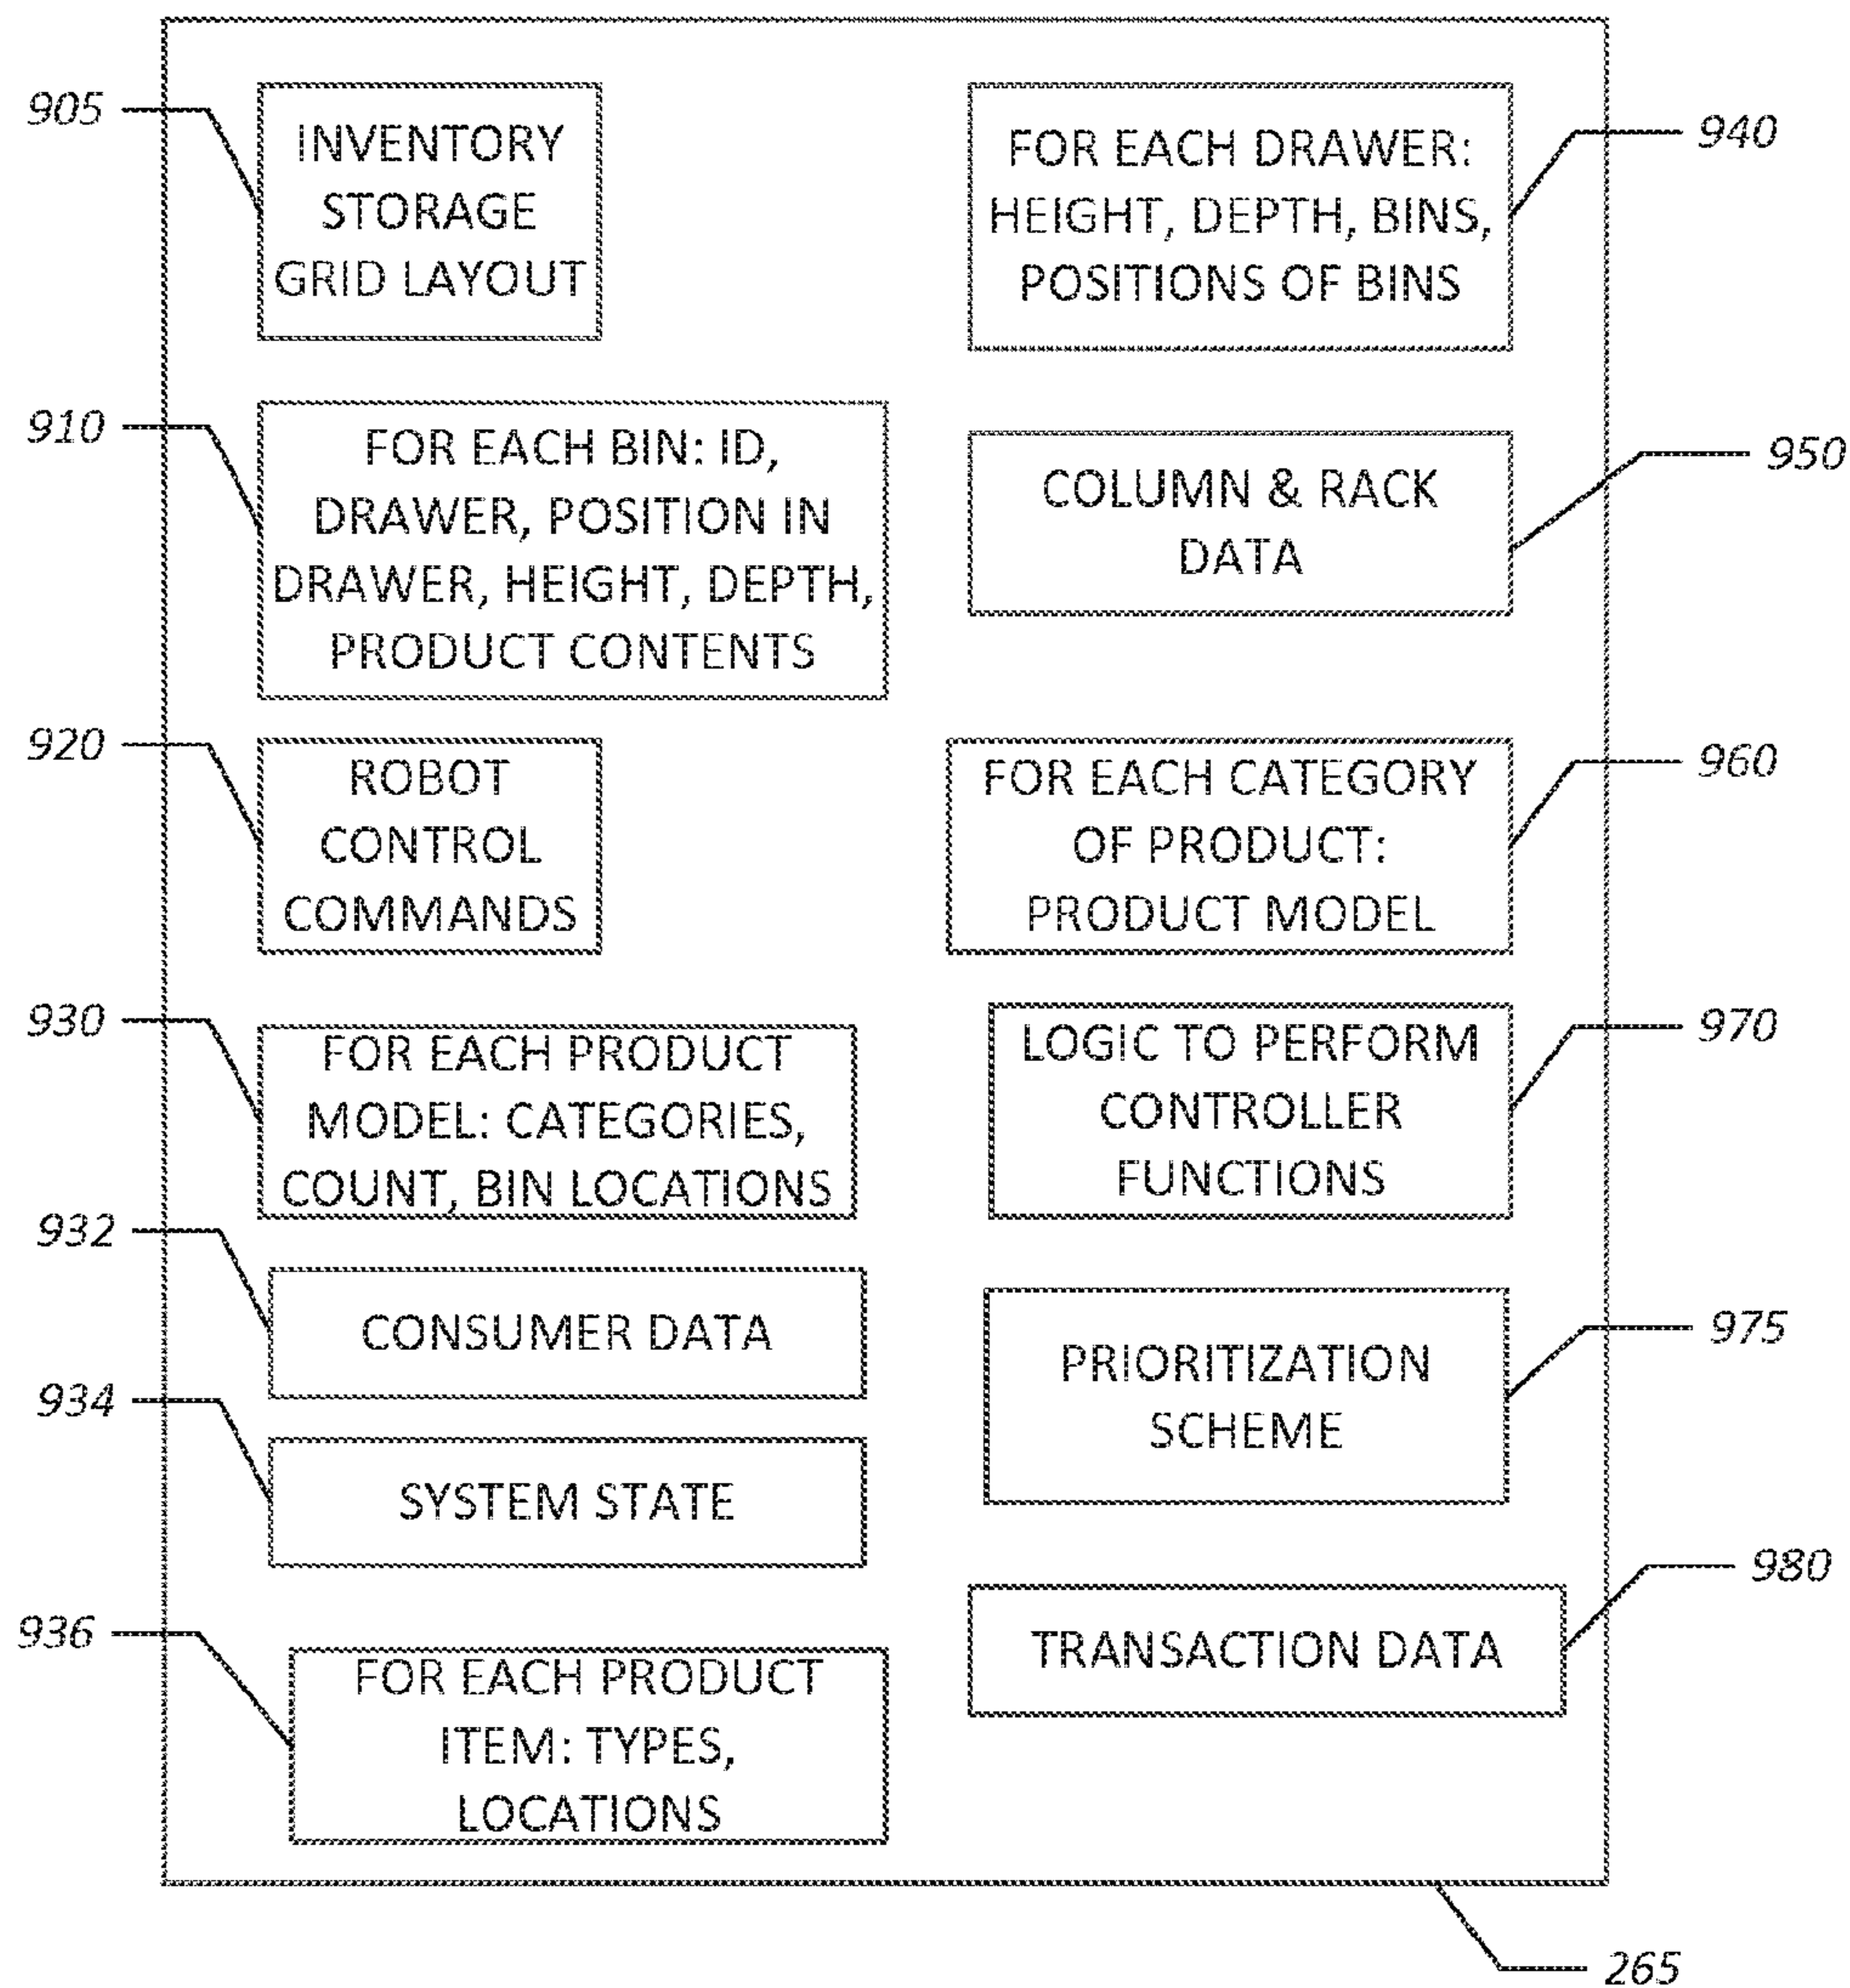 905
INVENTORY
STORAGE
GRID LAYOUT
910
FOR EACH BIN: ID,
DRAWER, POSITION IN
DRAWER, HEIGHT, DEPTH,
PRODUCT CONTENTS
920
ROBOT
CONTROL
COMMANDS
930
FOR EACH PRODUCT
MODEL: CATEGORIES,
COUNT, BIN LOCATIONS
932
CONSUMER DATA
934
SYSTEM STATE
936
FOR EACH PRODUCT
ITEM: TYPES,
LOCATIONS
FOR EACH DRAWER:
HEIGHT, DEPTH, BINS,
POSITIONS OF BINS
940
COLUMN & RACK
DATA
950
FOR EACH CATEGORY
OF PRODUCT:
PRODUCT MODEL
960
LOGIC TO PERFORM
CONTROLLER
FUNCTIONS
970
PRIORITIZATION
SCHEME
975
TRANSACTION DATA
980
265